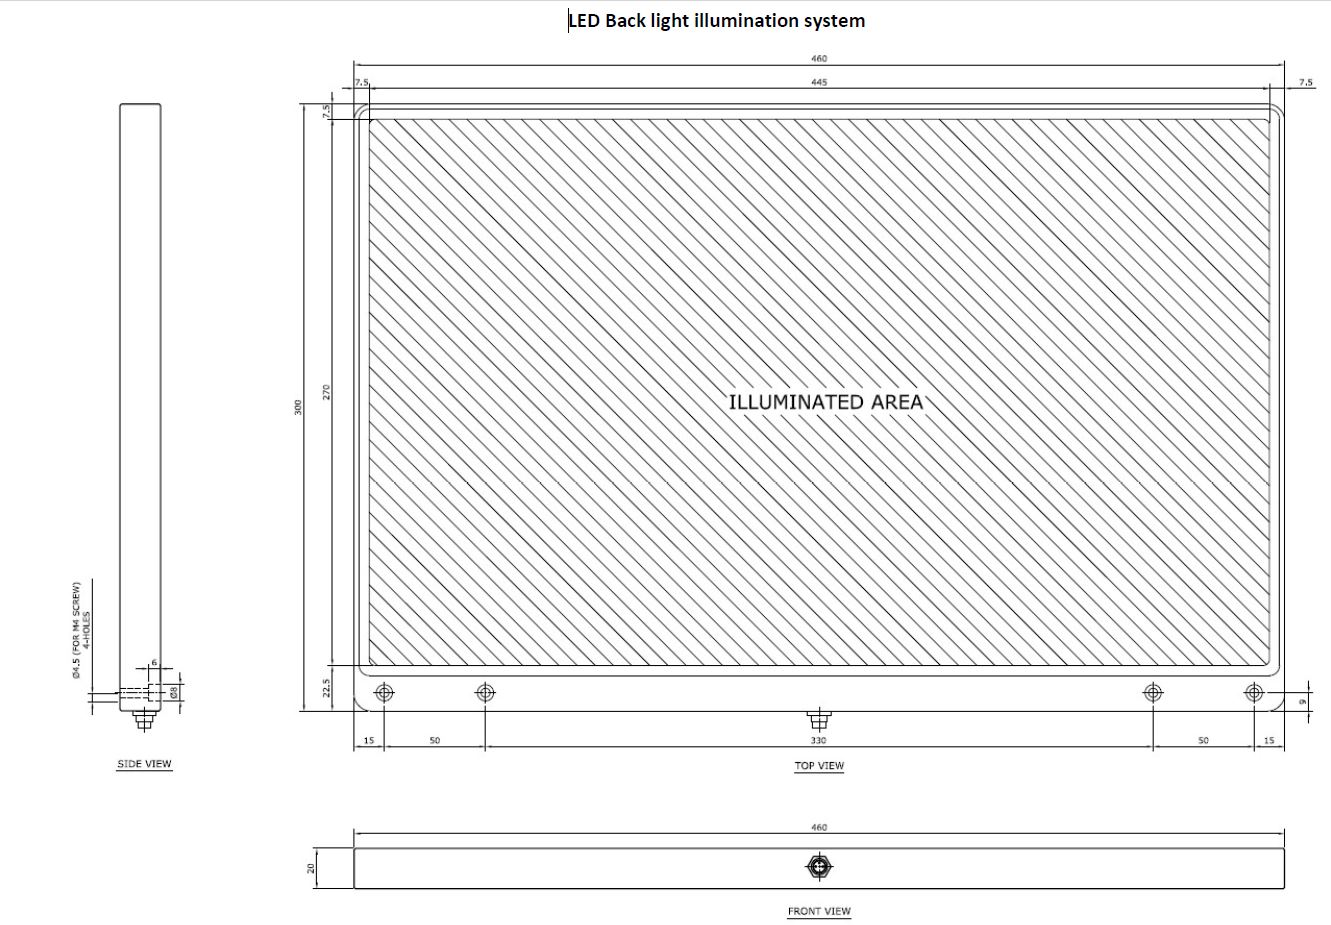 LED Back light illumination system
460
7.5
445
7.5
7.5
ILLUMINATED AREA
270
300
Ø4.5 (FOR M4 SCREW)
4-HOLES
6
Ø8
22.5
9
15
50
330
50
15
SIDE VIEW
TOP VIEW
460
20
FRONT VIEW